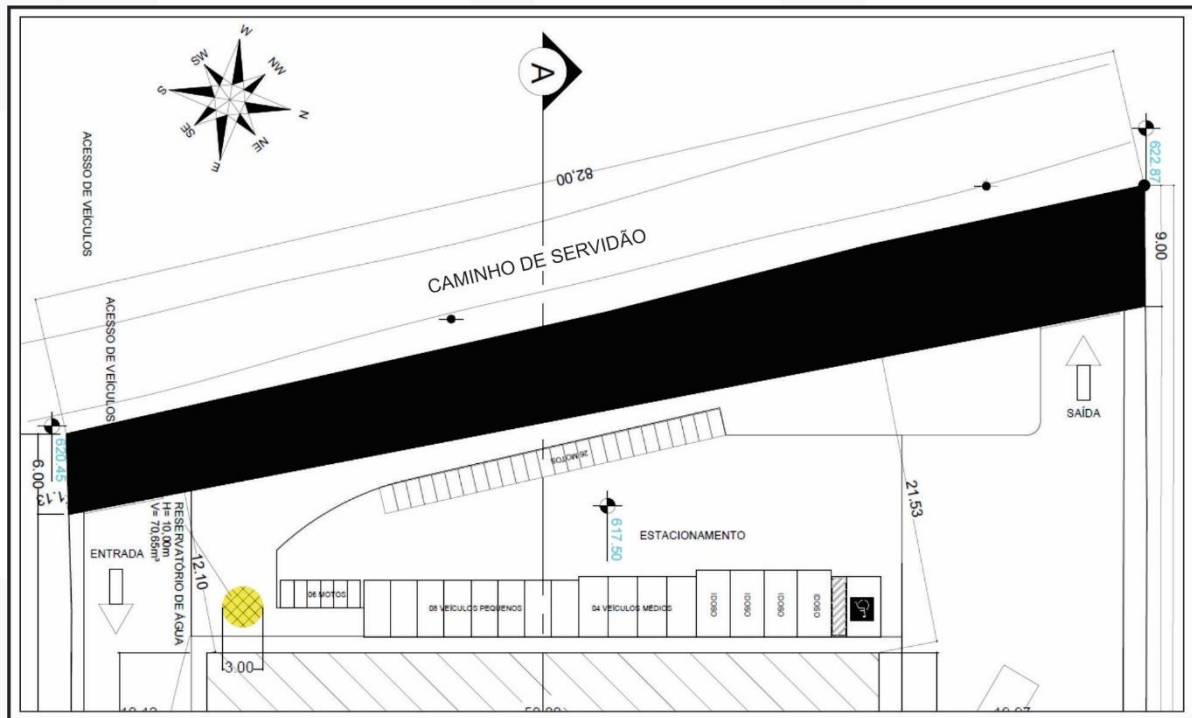 W
NW
N
NE
E
SE
S
SW
A
ACESSO DE VEÍCULOS
82,00
622.87
9.00
CAMINHO DE SERVIDÃO
ACESSO DE VEÍCULOS
620.45
6.00
1.13
SAÍDA
26 MOTOS
21.53
617.50
ESTACIONAMENTO
RESERVATÓRIO DE ÁGUA
H= 10,00m
V= 70,65m³
ENTRADA
12.10
06 MOTOS
4 VEÍCULOS MÉDIOS
VEÍCULOS PEQUENOS
IDOSO
IDOSO
IDOSO
IDOSO
3.00